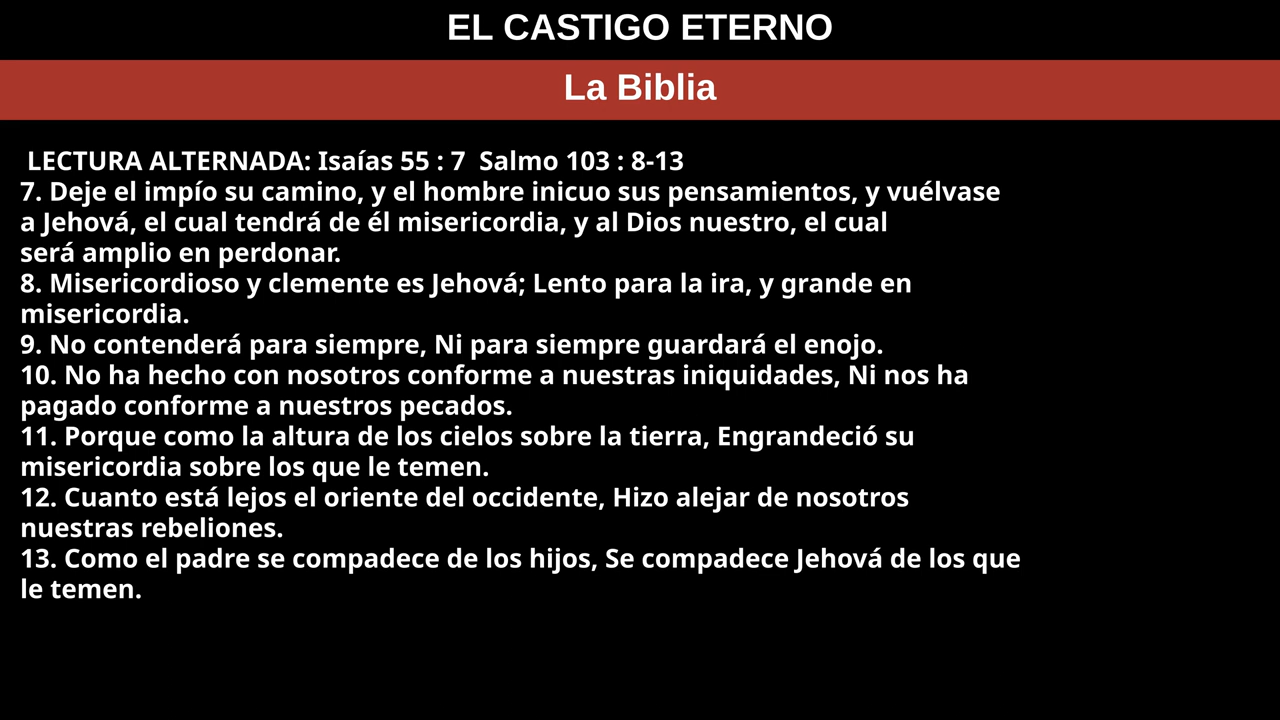 EL CASTIGO ETERNO
La Biblia
LECTURA ALTERNADA: Isaías 55 : 7  Salmo 103 : 8-13
7. Deje el impío su camino, y el hombre inicuo sus pensamientos, y vuélvase
a Jehová, el cual tendrá de él misericordia, y al Dios nuestro, el cual
será amplio en perdonar.
8. Misericordioso y clemente es Jehová; Lento para la ira, y grande en
misericordia.
9. No contenderá para siempre, Ni para siempre guardará el enojo.
10. No ha hecho con nosotros conforme a nuestras iniquidades, Ni nos ha
pagado conforme a nuestros pecados.
11. Porque como la altura de los cielos sobre la tierra, Engrandeció su
misericordia sobre los que le temen.
12. Cuanto está lejos el oriente del occidente, Hizo alejar de nosotros
nuestras rebeliones.
13. Como el padre se compadece de los hijos, Se compadece Jehová de los que
le temen.